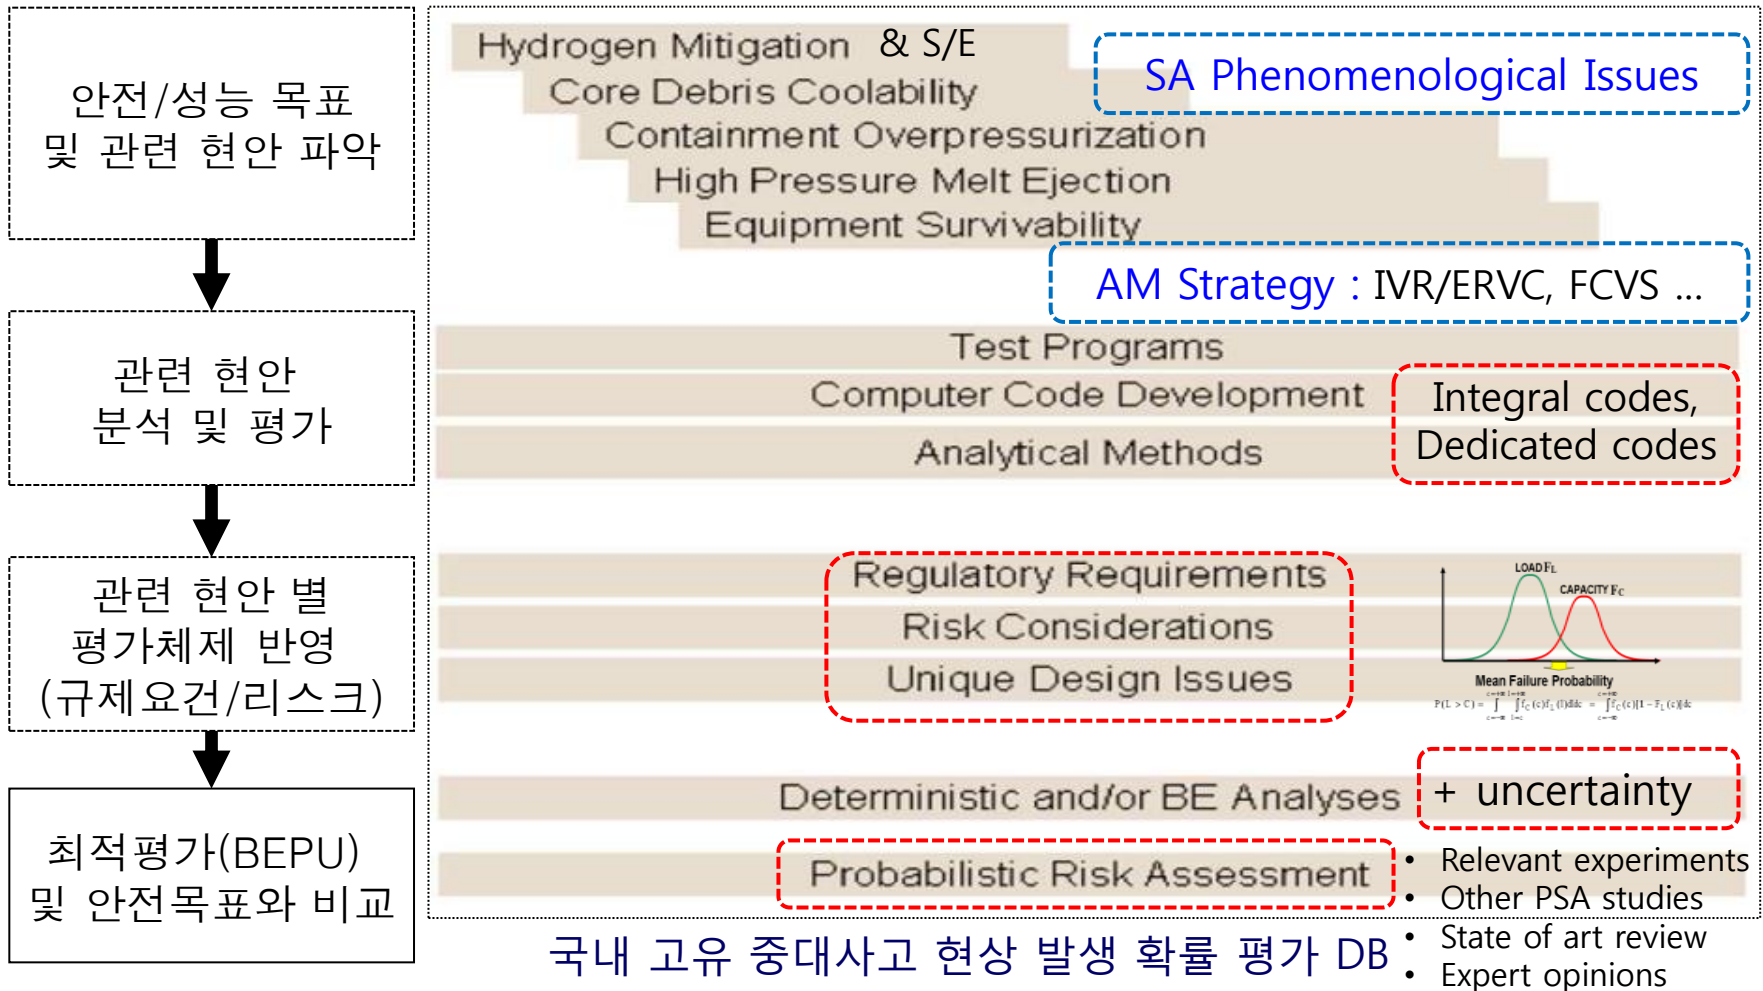 안전/성능 목표
및 관련 현안 파악
관련 현안
분석 및 평가
관련 현안 별
평가체제 반영
(규제요건/리스크)
최적평가(BEPU)
및 안전목표와 비교
Hydrogen Mitigation & S/E
Core Debris Coolability
Containment Overpressurization
High Pressure Melt Ejection
Equipment Survivability
SA Phenomenological Issues
AM Strategy : IVR/ERVC, FCVS ...
Test Programs
Computer Code Development
Analytical Methods
Integral codes,
Dedicated codes
Regulatory Requirements
Risk Considerations
Unique Design Issues
LOAD FL
CAPACITY FC
Mean Failure Probability
P(L > C) = ∫ ∫ fC(c)fL(l)dldc = ∫ fC(c)[1 − FL(c)]dc
Deterministic and/or BE Analyses + uncertainty
Probabilistic Risk Assessment
• Relevant experiments
• Other PSA studies
• State of art review
• Expert opinions
국내 고유 중대사고 현상 발생 확률 평가 DB